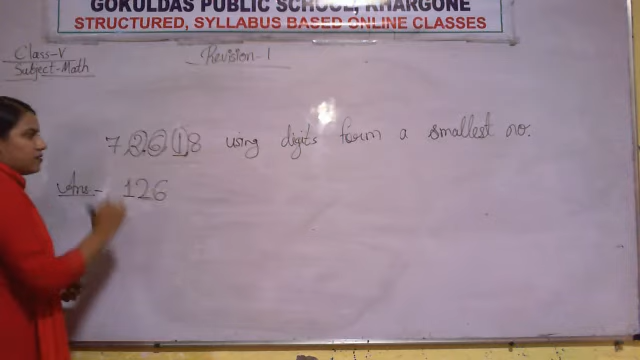 GOKULDAS PUBLIC SCHOOL, KHARGONE
STRUCTURED, SYLLABUS BASED ONLINE CLASSES
Class-V
Subject-Math
Revision-1
72618 using digits form a smallest no.
Ans- 126